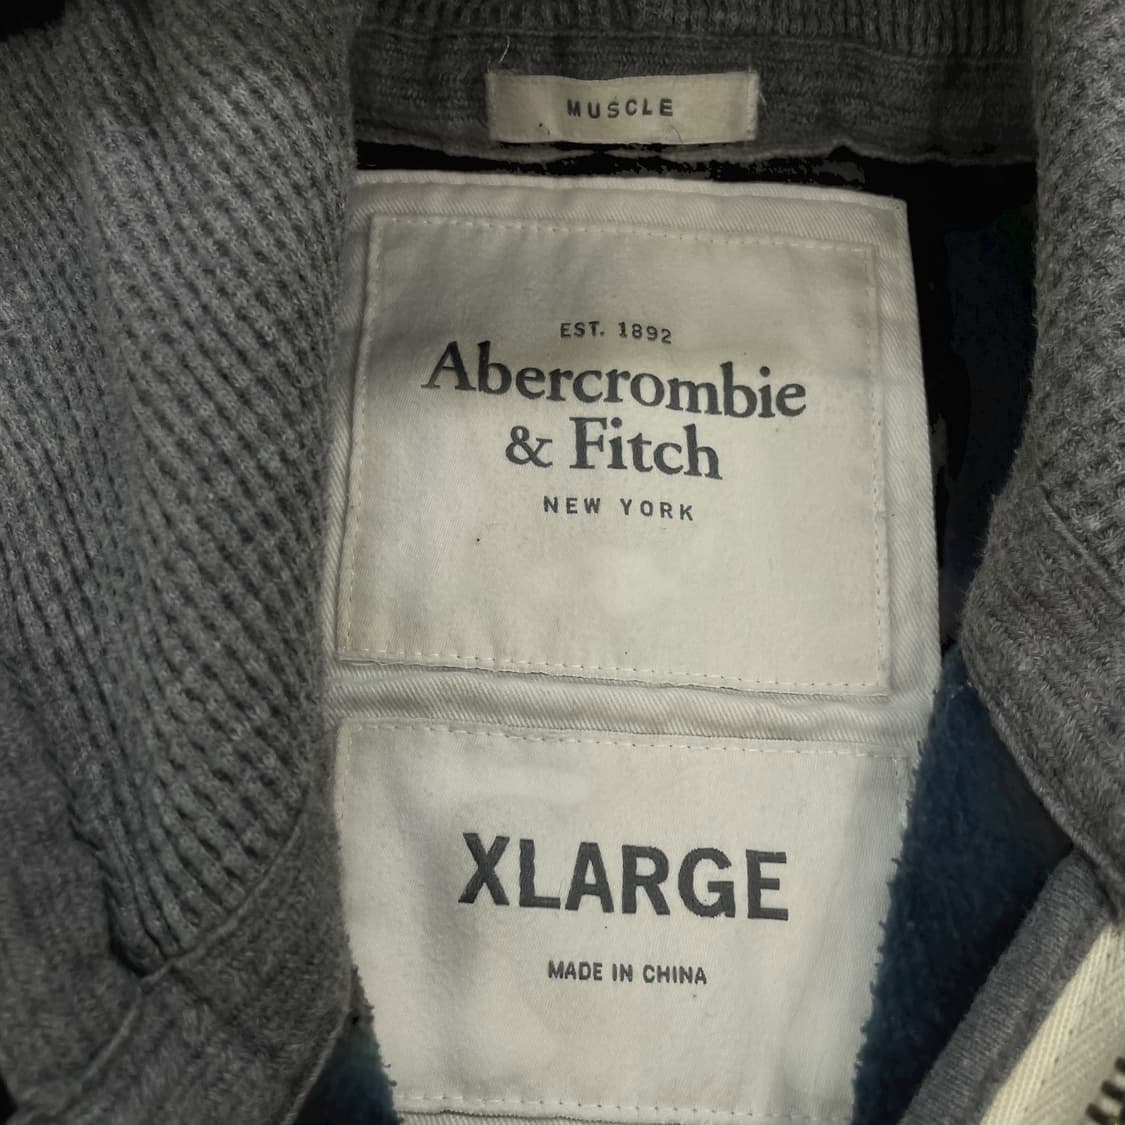 MUSCLE
EST. 1892
Abercrombie
& Fitch
NEW YORK
XLARGE
MADE IN CHINA